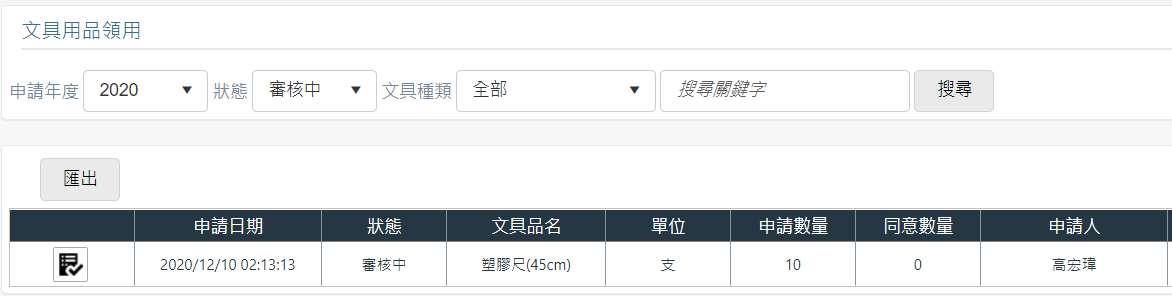 文具用品領用
申請年度 2020 狀態 審核中 文具種類 全部 搜尋關鍵字 搜尋
匯出
申請日期 狀態 文具品名 單位 申請數量 同意數量 申請人
2020/12/10 02:13:13 審核中 塑膠尺(45cm) 支 10 0 高宏瑋